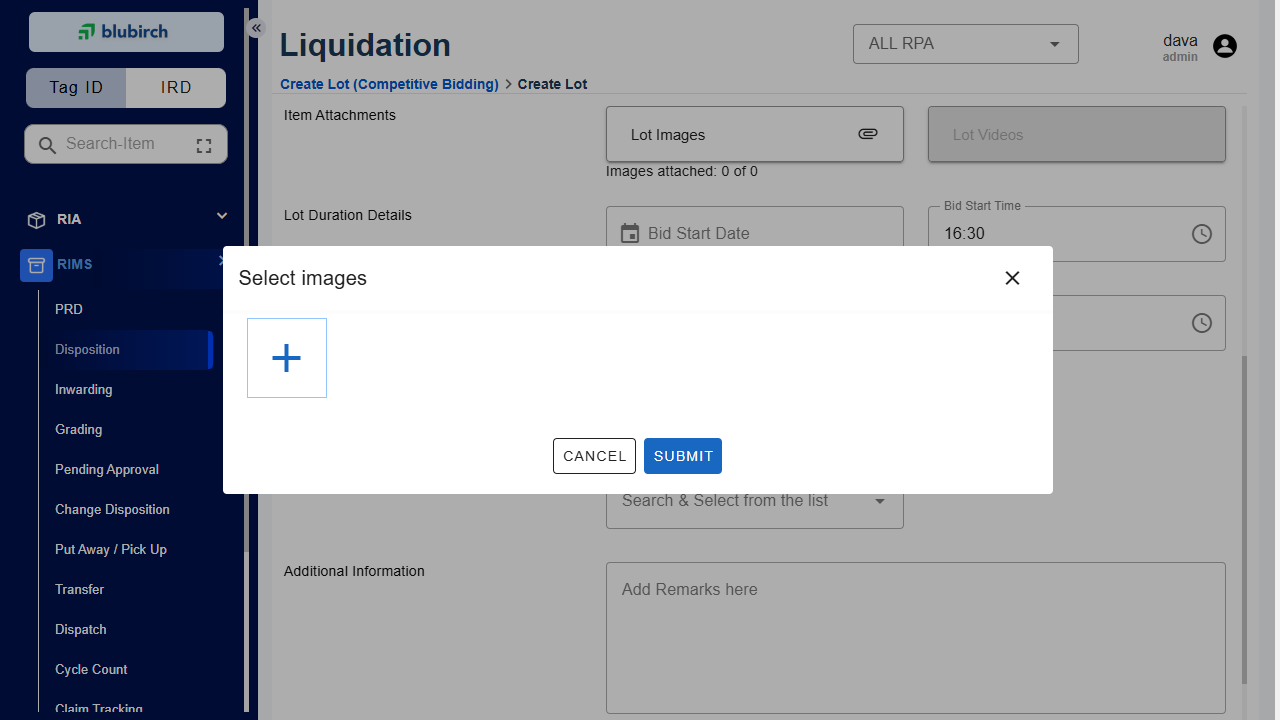 blubirch
Tag ID
IRD
Search-Item
RIA
RIMS
PRD
Disposition
Inwarding
Grading
Pending Approval
Change Disposition
Put Away / Pick Up
Transfer
Dispatch
Cycle Count
Claim Tracking
Liquidation
ALL RPA
dava
admin
Create Lot (Competitive Bidding) > Create Lot
Item Attachments
Lot Images
Lot Videos
Images attached: 0 of 0
Lot Duration Details
Bid Start Date
Bid Start Time
16:30
Select images
CANCEL
SUBMIT
Search & Select from the list
Additional Information
Add Remarks here